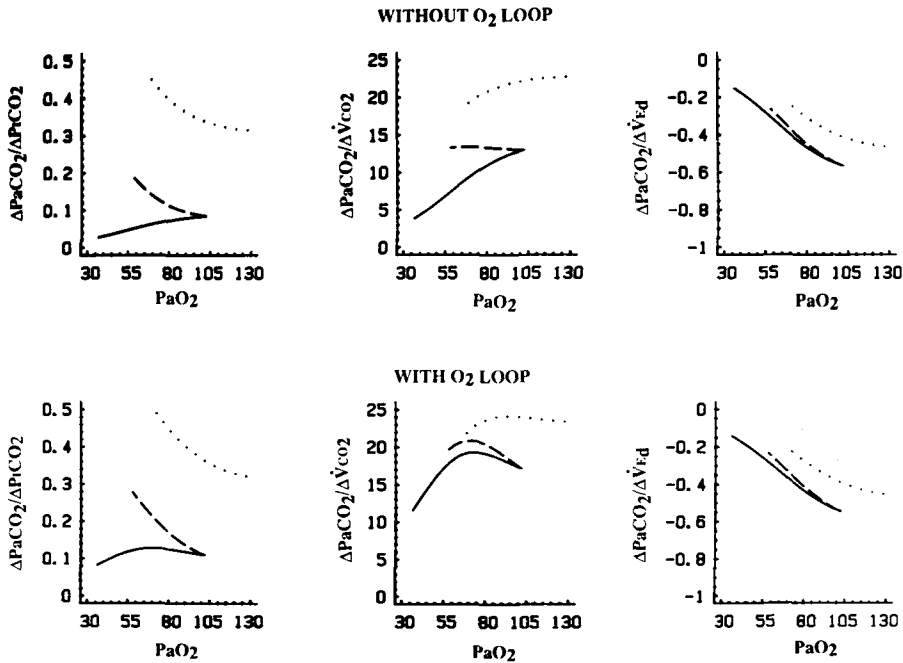 WITHOUT O2 LOOP
ΔPaCO2/ΔPICO2
0.5
0.4
0.3
0.2
0.1
0
30 55 80 105 130
PaO2
ΔPaCO2/ΔV̇CO2
25
20
15
10
5
0
30 55 80 105 130
PaO2
ΔPaCO2/ΔV̇Ed
0
-0.2
-0.4
-0.6
-0.8
-1
30 55 80 105 130
PaO2
WITH O2 LOOP
ΔPaCO2/ΔPICO2
0.5
0.4
0.3
0.2
0.1
0
30 55 80 105 130
PaO2
ΔPaCO2/ΔV̇CO2
25
20
15
10
5
0
30 55 80 105 130
PaO2
ΔPaCO2/ΔV̇Ed
0
-0.2
-0.4
-0.6
-0.8
-1
30 55 80 105 130
PaO2